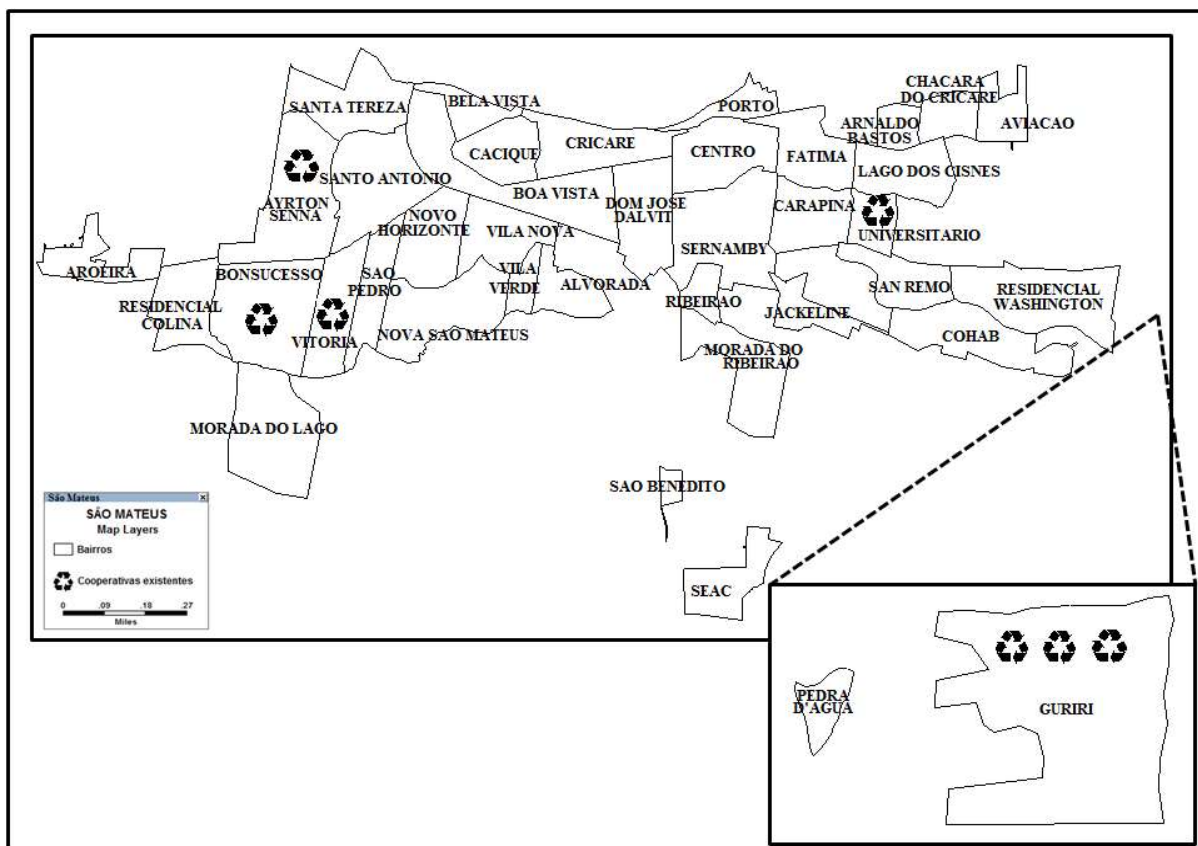 CHACARA
DO CRICARE
SANTA TEREZA
BELA VISTA
PORTO
ARNALDO
BASTOS
AVIACAO
CRICARE
CACIQUE
CENTRO
FATIMA
LAGO DOS CISNES
SANTO ANTONIO
BOA VISTA
AYRTON
SENNA
DOM JOSE
DALVIT
CARAPINA
NOVO
HORIZONTE
VILA NOVA
UNIVERSITARIO
SERNAMBY
AROEIRA
BONSUCESSO
SAO
PEDRO
VILA
VERDE
ALVORADA
SAN REMO
RESIDENCIAL
WASHINGTON
RIBEIRAO
RESIDENCIAL
COLINA
JACKELINE
VITORIA
NOVA SAO MATEUS
COHAB
MORADA DO
RIBEIRAO
MORADA DO LAGO
SAO BENEDITO
SEAC
São Mateus
SÃO MATEUS
Map Layers
Bairros
Cooperativas existentes
0 .09 .18 .27
Miles
PEDRA
D'AGUA
GURIRI